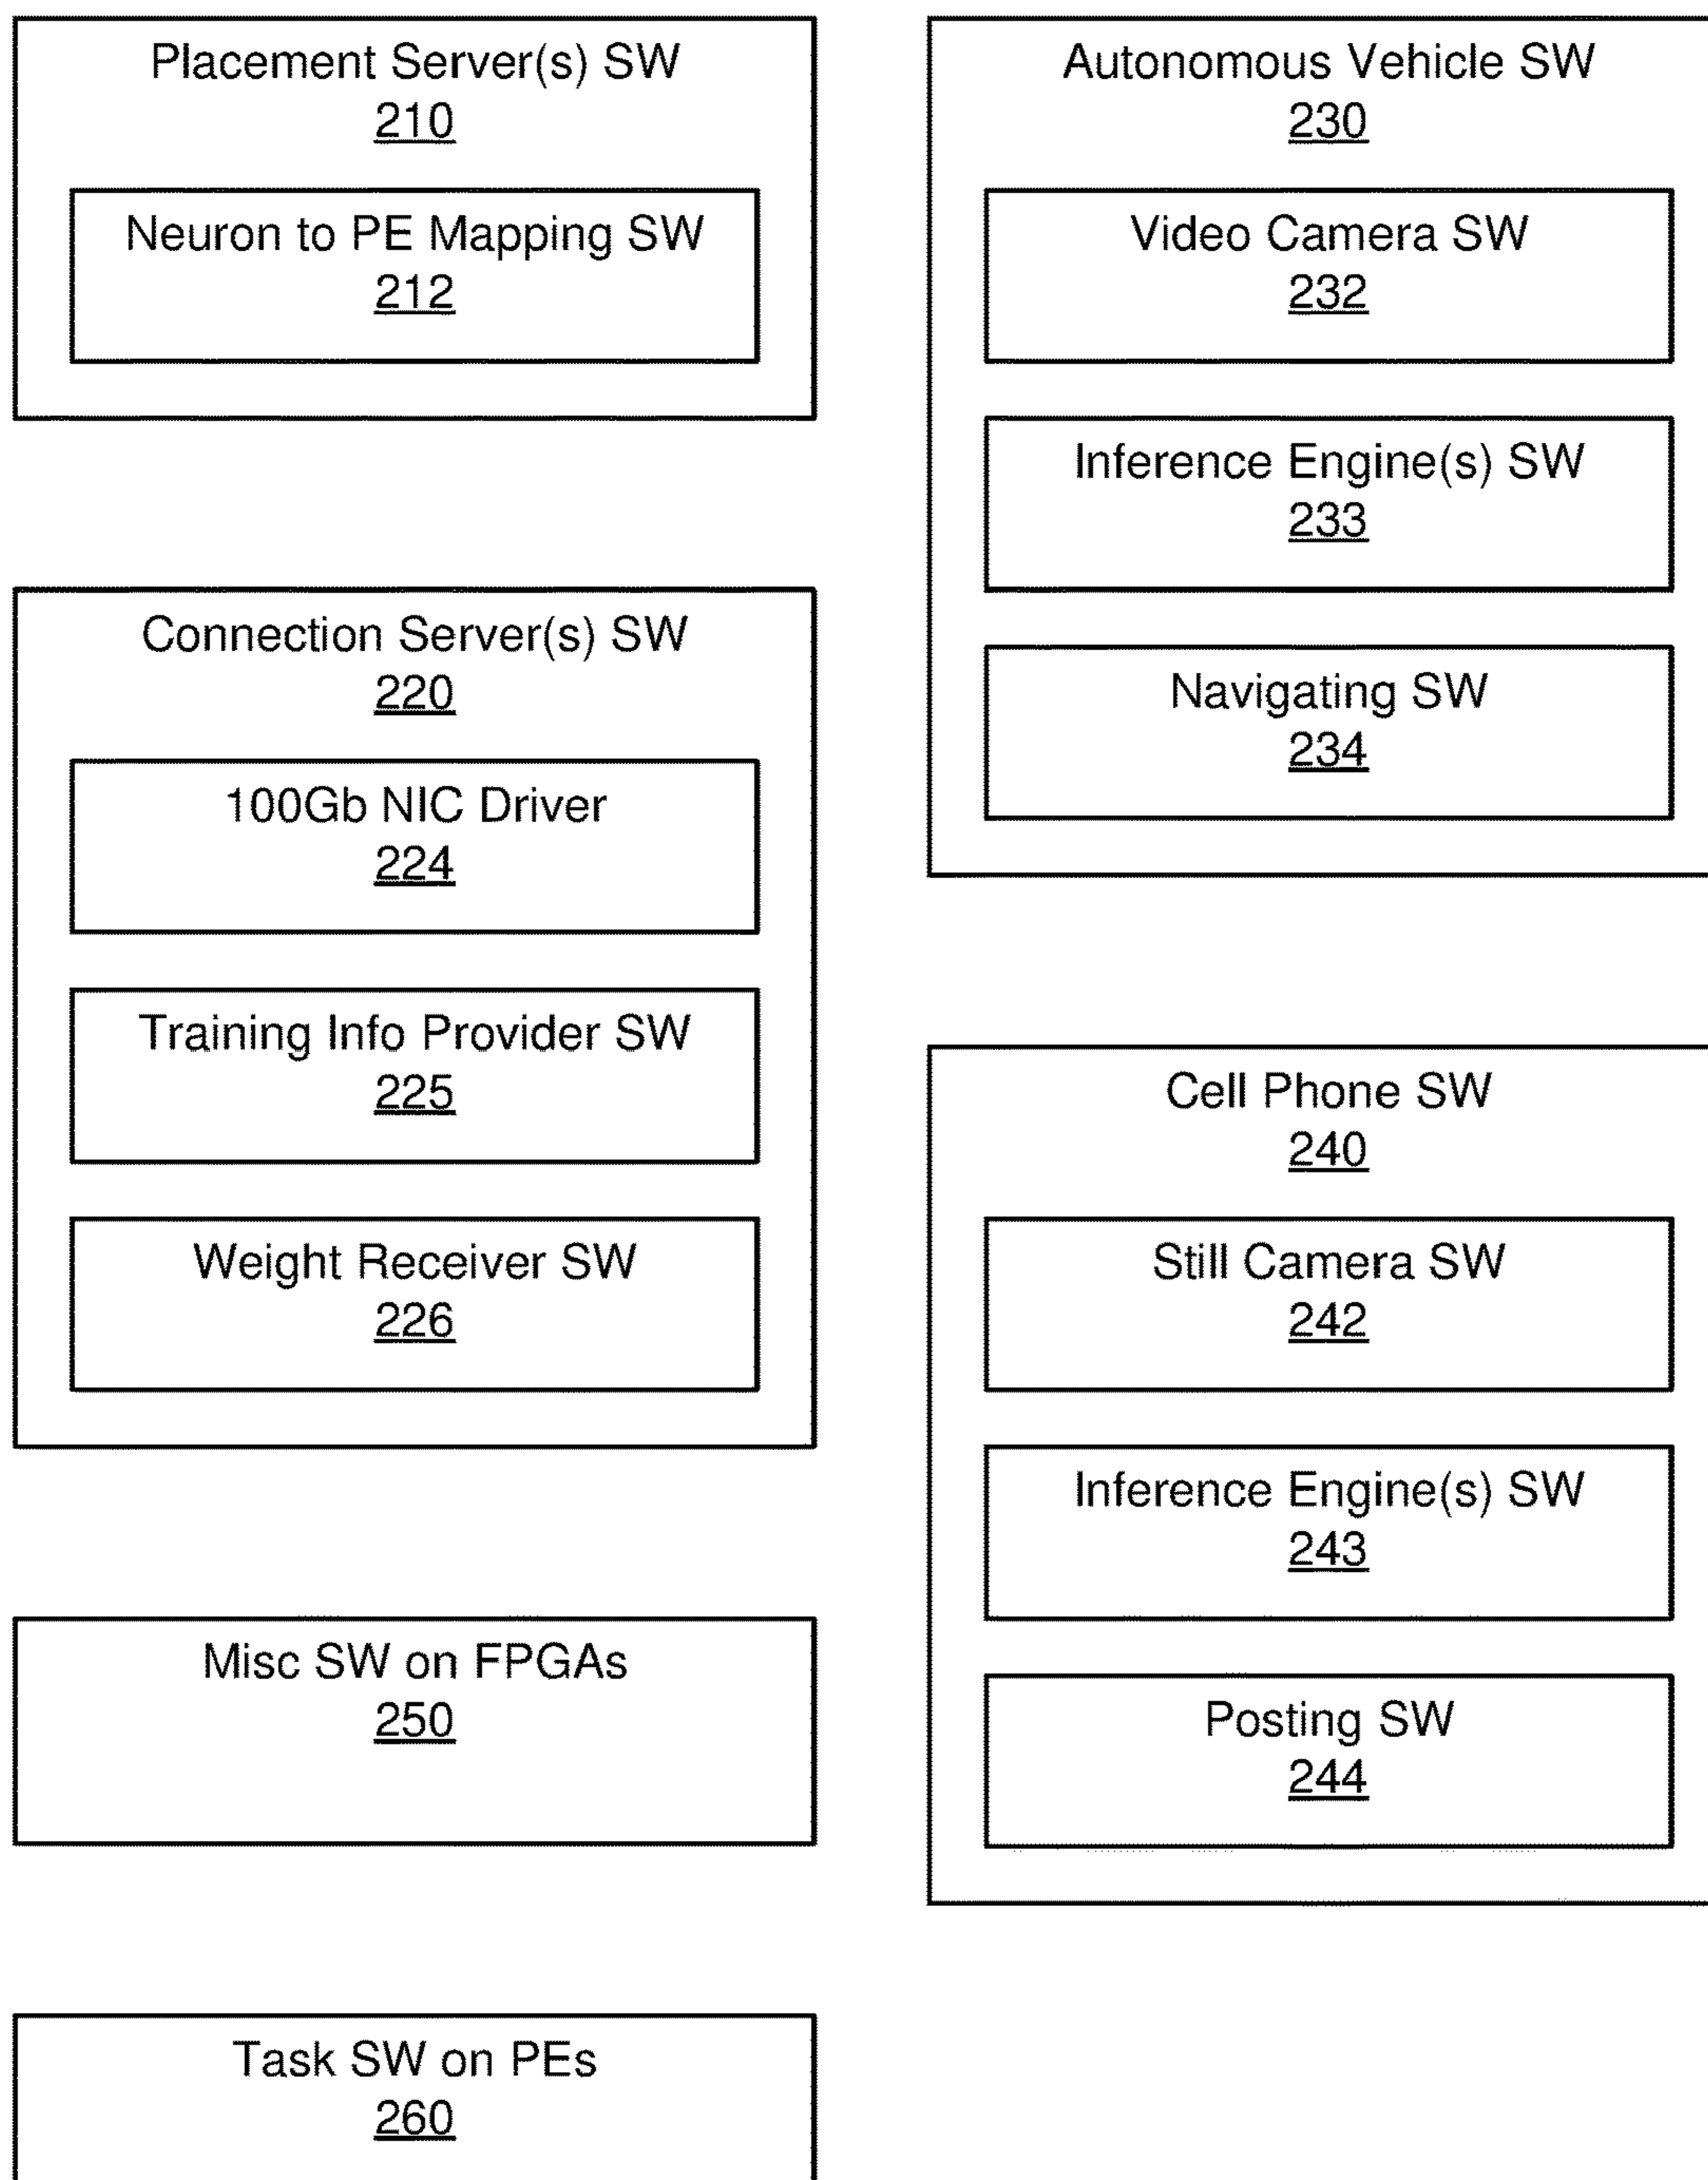 Placement Server(s) SW
210
Neuron to PE Mapping SW
212
Connection Server(s) SW
220
100Gb NIC Driver
224
Training Info Provider SW
225
Weight Receiver SW
226
Misc SW on FPGAs
250
Task SW on PEs
260
Autonomous Vehicle SW
230
Video Camera SW
232
Inference Engine(s) SW
233
Navigating SW
234
Cell Phone SW
240
Still Camera SW
242
Inference Engine(s) SW
243
Posting SW
244